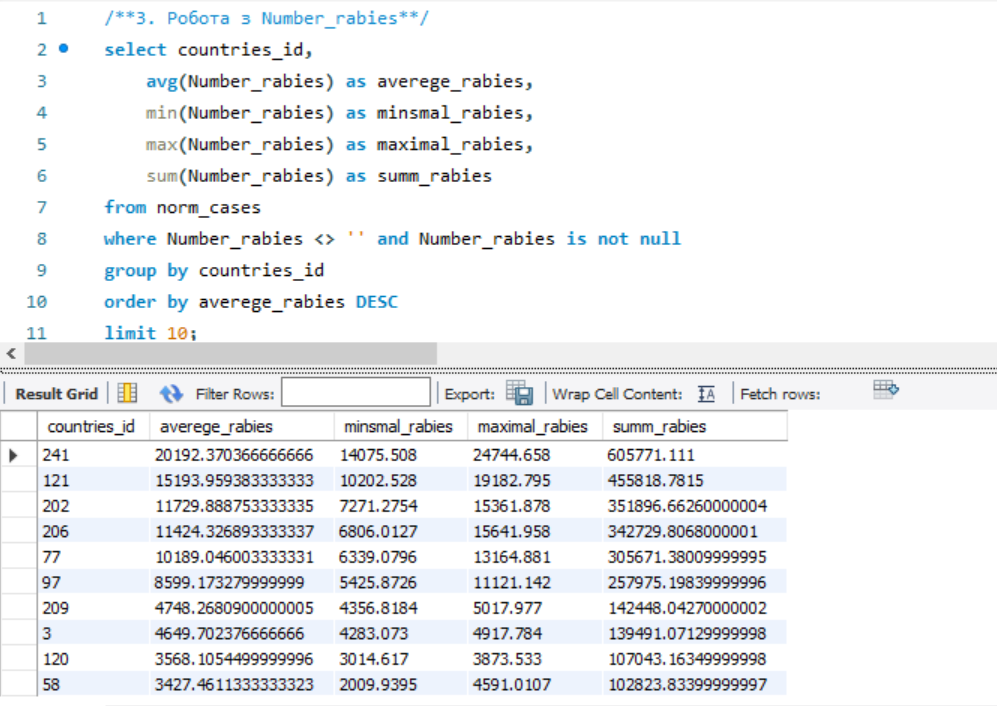 1 /**3. Робота з Number_rabies**/
2 select countries_id,
3 avg(Number_rabies) as averege_rabies,
4 min(Number_rabies) as minsmal_rabies,
5 max(Number_rabies) as maximal_rabies,
6 sum(Number_rabies) as summ_rabies
7 from norm_cases
8 where Number_rabies <> '' and Number_rabies is not null
9 group by countries_id
10 order by averege_rabies DESC
11 limit 10;
Result Grid Filter Rows: Export: Wrap Cell Content: Fetch rows:
countries_id averege_rabies minsmal_rabies maximal_rabies summ_rabies
241 20192.370366666666 14075.508 24744.658 605771.111
121 15193.959383333333 10202.528 19182.795 455818.7815
202 11729.888753333335 7271.2754 15361.878 351896.66260000004
206 11424.326893333337 6806.0127 15641.958 342729.8068000001
77 10189.046003333331 6339.0796 13164.881 305671.38009999995
97 8599.173279999999 5425.8726 11121.142 257975.19839999996
209 4748.2680900000005 4356.8184 5017.977 142448.04270000002
3 4649.702376666666 4283.073 4917.784 139491.07129999998
120 3568.1054499999996 3014.617 3873.533 107043.16349999998
58 3427.4611333333323 2009.9395 4591.0107 102823.83399999997